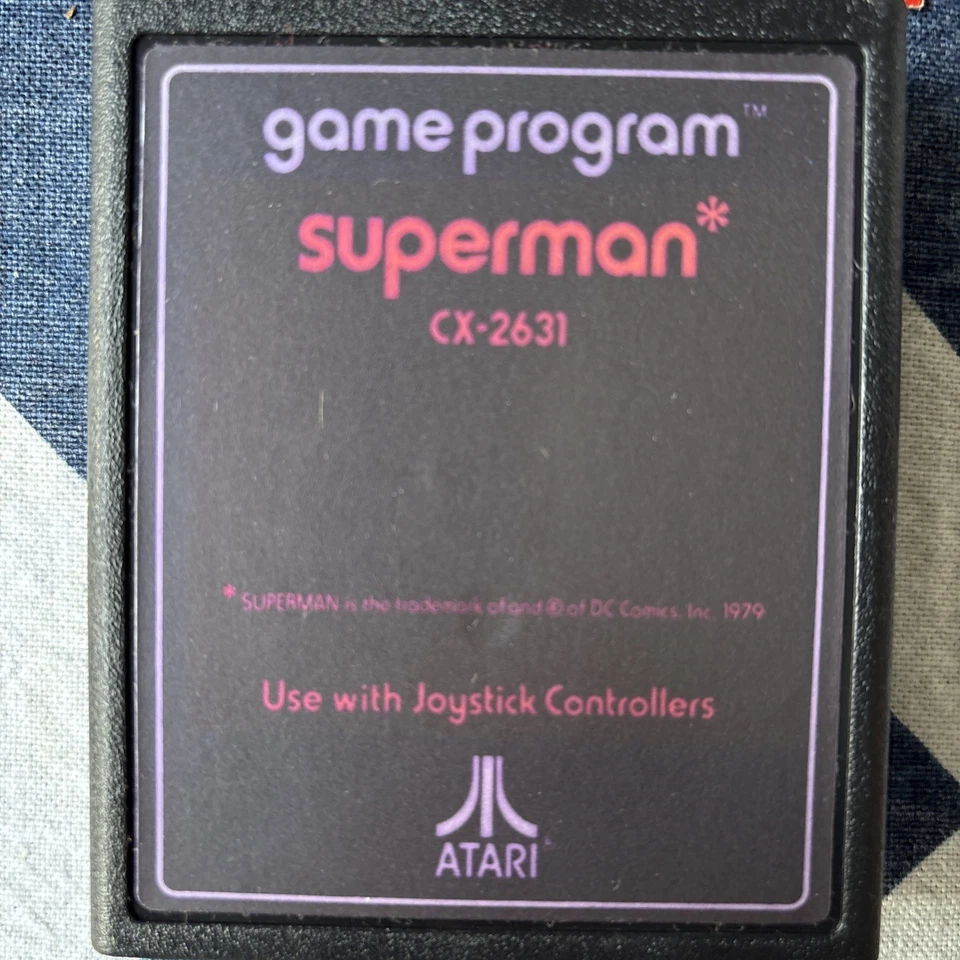 game program™
superman*
CX-2631
* SUPERMAN is the trademark of and ® of DC Comics, Inc. 1979
Use with Joystick Controllers
ATARI